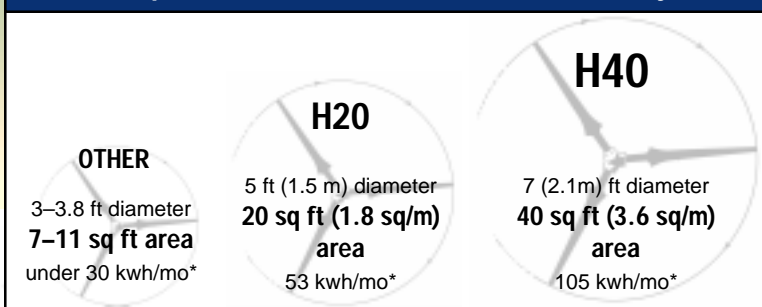 OTHER
3–3.8 ft diameter
7–11 sq ft area
under 30 kwh/mo*
H20
5 ft (1.5 m) diameter
20 sq ft (1.8 sq/m)
area
53 kwh/mo*
H40
7 (2.1m) ft diameter
40 sq ft (3.6 sq/m)
area
105 kwh/mo*